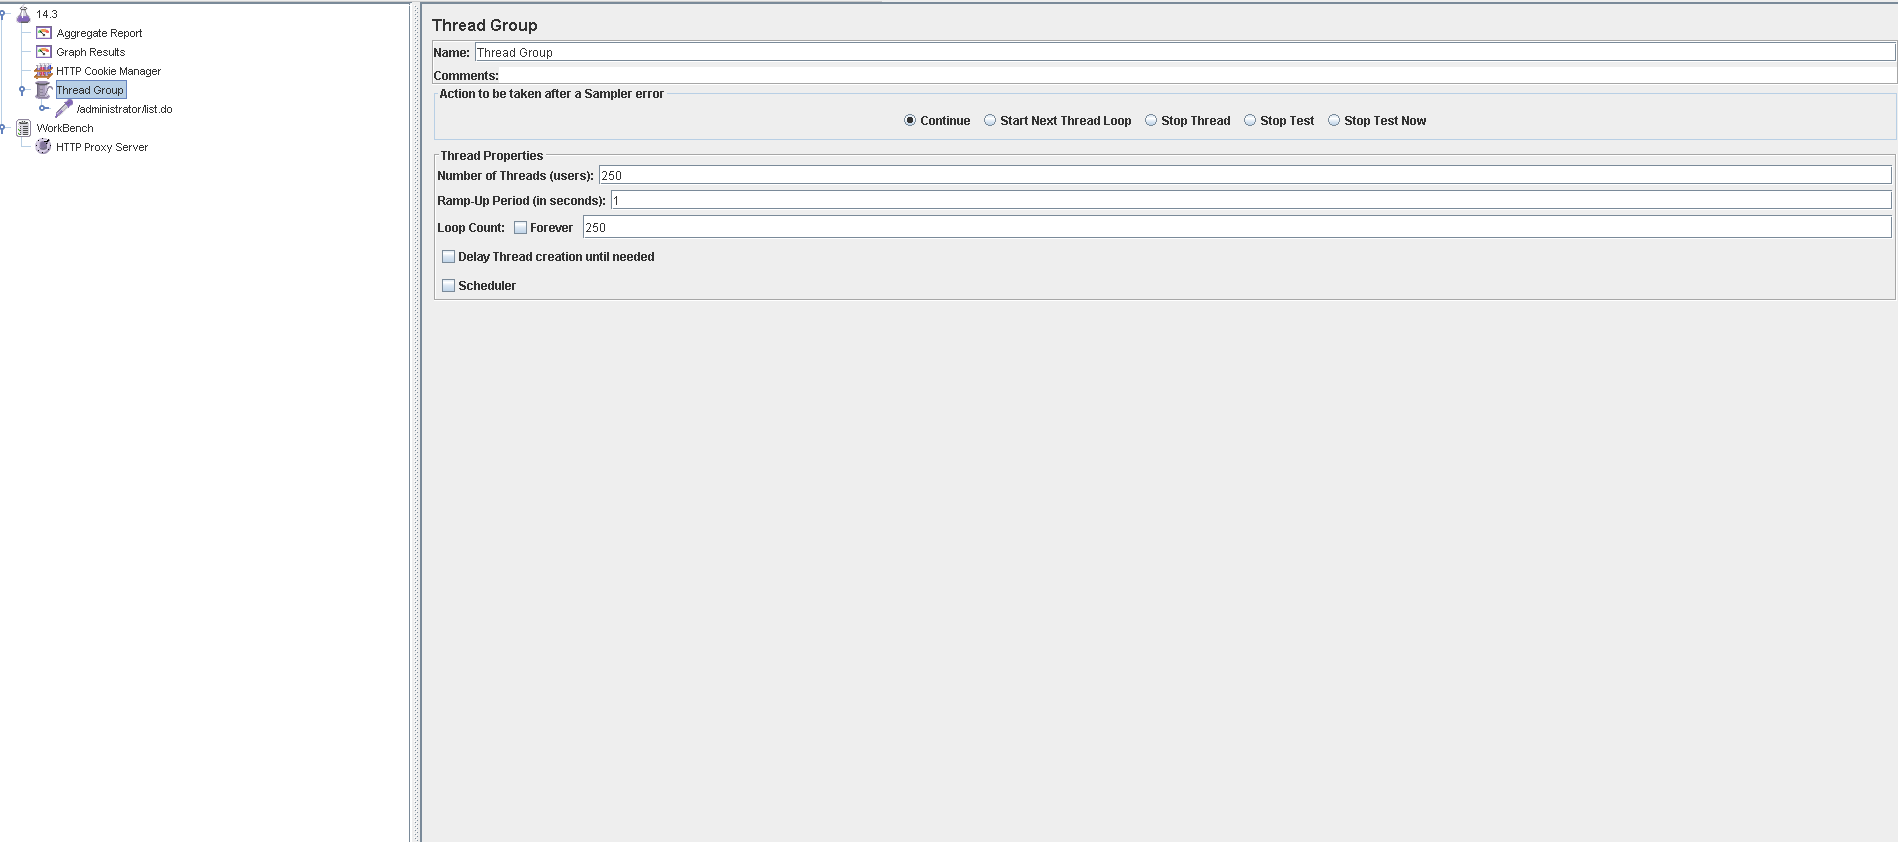 14.3
Aggregate Report
Graph Results
HTTP Cookie Manager
Thread Group
/administrator/list.do
WorkBench
HTTP Proxy Server
Thread Group
Name: Thread Group
Comments:
Action to be taken after a Sampler error
Continue Start Next Thread Loop Stop Thread Stop Test Stop Test Now
Thread Properties
Number of Threads (users): 250
Ramp-Up Period (in seconds): 1
Loop Count: Forever 250
Delay Thread creation until needed
Scheduler